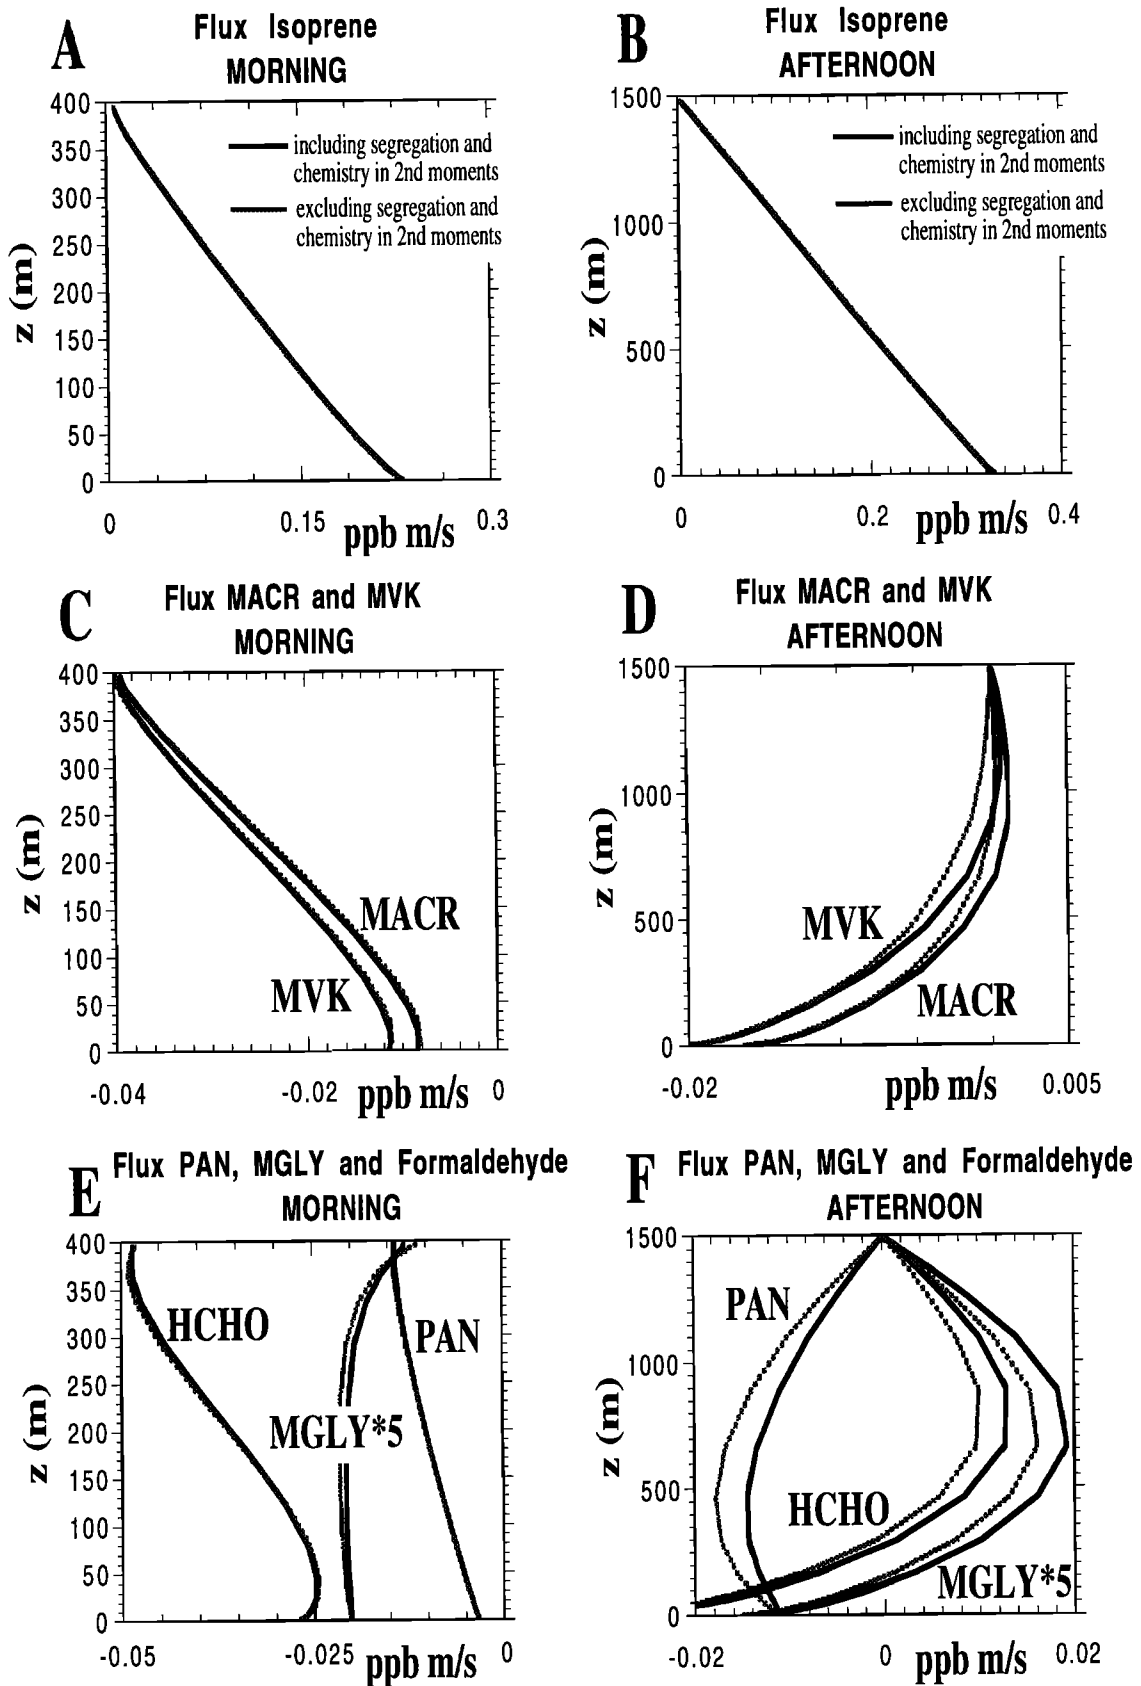 A
Flux Isoprene
MORNING
400
350
300
250
200
150
100
50
0
z (m)
including segregation and
chemistry in 2nd moments
excluding segregation and
chemistry in 2nd moments
0
0.15
ppb m/s
0.3
B
Flux Isoprene
AFTERNOON
1500
1000
500
0
z (m)
including segregation and
chemistry in 2nd moments
excluding segregation and
chemistry in 2nd moments
0
0.2
ppb m/s
0.4
C
Flux MACR and MVK
MORNING
400
350
300
250
200
150
100
50
0
z (m)
MACR
MVK
-0.04
-0.02
ppb m/s
0
D
Flux MACR and MVK
AFTERNOON
1500
1000
500
0
z (m)
MVK
MACR
-0.02
ppb m/s
0.005
E
Flux PAN, MGLY and Formaldehyde
MORNING
400
350
300
250
200
150
100
50
0
z (m)
HCHO
PAN
MGLY*5
-0.05
-0.025
ppb m/s
0
F
Flux PAN, MGLY and Formaldehyde
AFTERNOON
1500
1000
500
0
z (m)
PAN
HCHO
MGLY*5
-0.02
0
ppb m/s
0.02